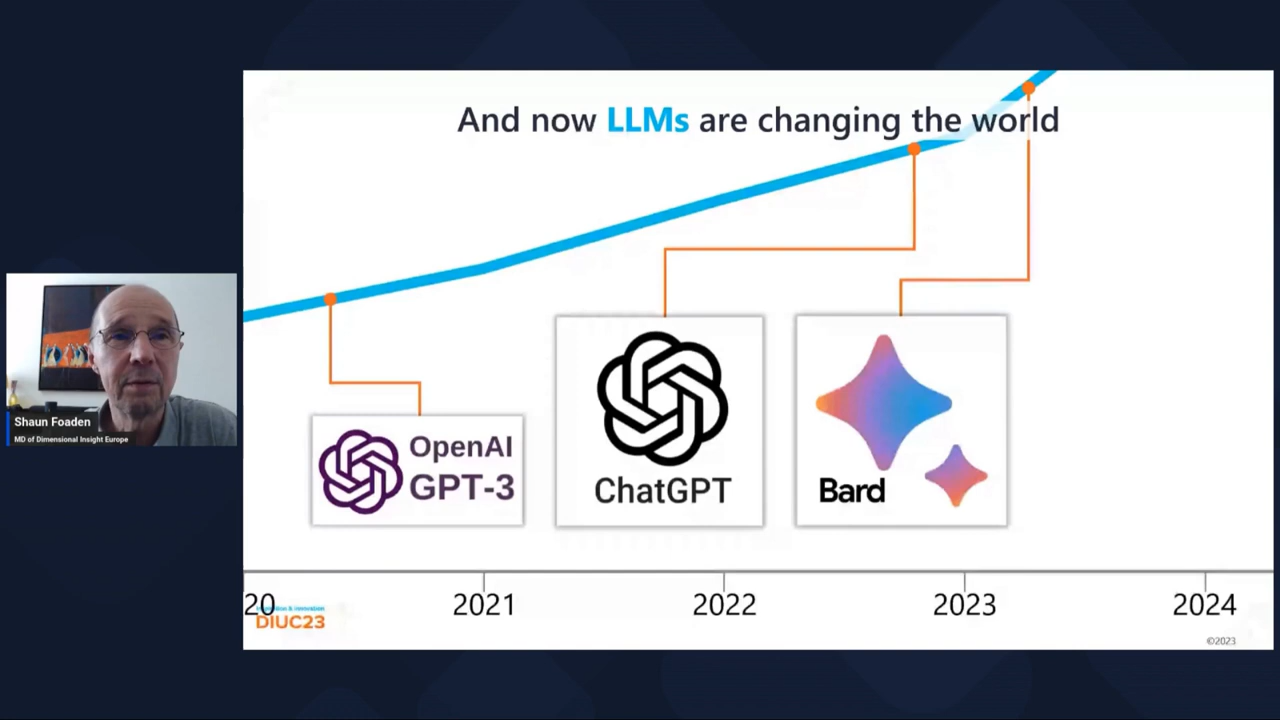 And now LLMs are changing the world
Shaun Foaden
MD of Dimensional Insight Europe
OpenAI
GPT-3
ChatGPT
Bard
20
2021
2022
2023
2024
& Innovation
DIUC23
©2023